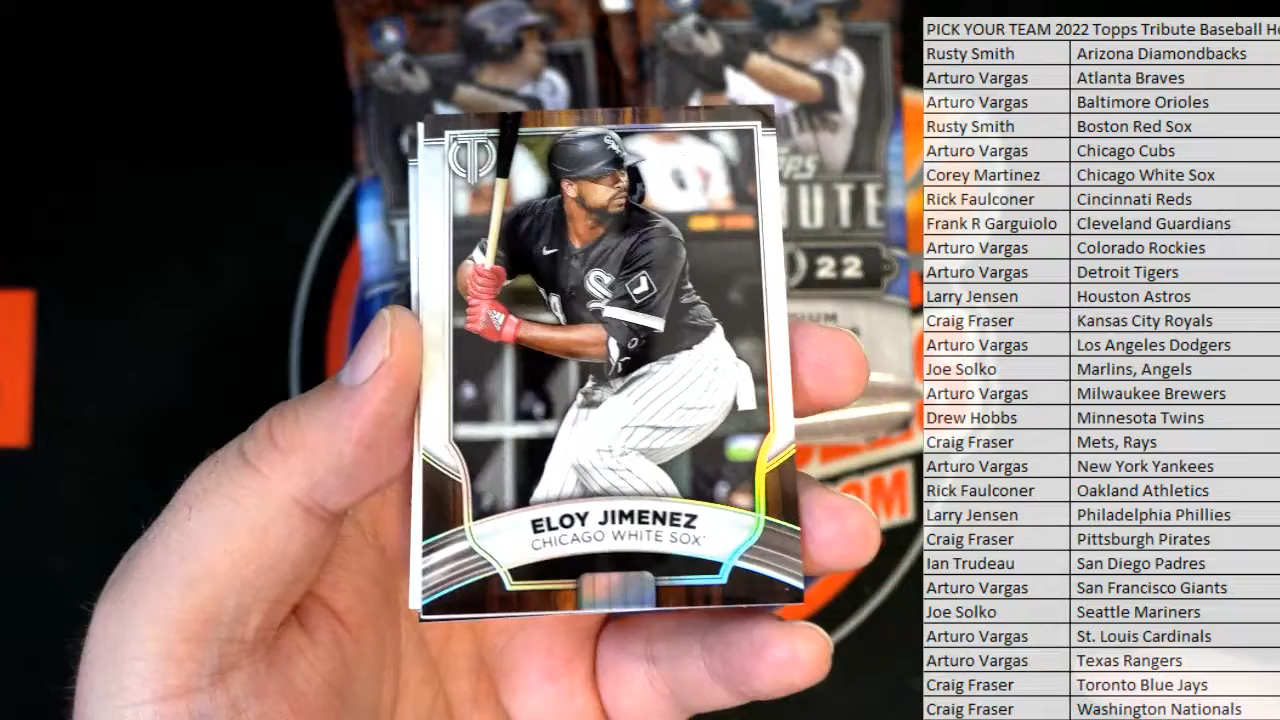 PICK YOUR TEAM 2022 Topps Tribute Baseball
Rusty Smith Arizona Diamondbacks
Arturo Vargas Atlanta Braves
Arturo Vargas Baltimore Orioles
Rusty Smith Boston Red Sox
Arturo Vargas Chicago Cubs
Corey Martinez Chicago White Sox
Rick Faulconer Cincinnati Reds
Frank R Garguiolo Cleveland Guardians
Arturo Vargas Colorado Rockies
Arturo Vargas Detroit Tigers
Larry Jensen Houston Astros
Craig Fraser Kansas City Royals
Arturo Vargas Los Angeles Dodgers
Joe Solko Marlins, Angels
Arturo Vargas Milwaukee Brewers
Drew Hobbs Minnesota Twins
Craig Fraser Mets, Rays
Arturo Vargas New York Yankees
Rick Faulconer Oakland Athletics
Larry Jensen Philadelphia Phillies
Craig Fraser Pittsburgh Pirates
Ian Trudeau San Diego Padres
Arturo Vargas San Francisco Giants
Joe Solko Seattle Mariners
Arturo Vargas St. Louis Cardinals
Arturo Vargas Texas Rangers
Craig Fraser Toronto Blue Jays
Craig Fraser Washington Nationals
ELOY JIMENEZ
CHICAGO WHITE SOX
22